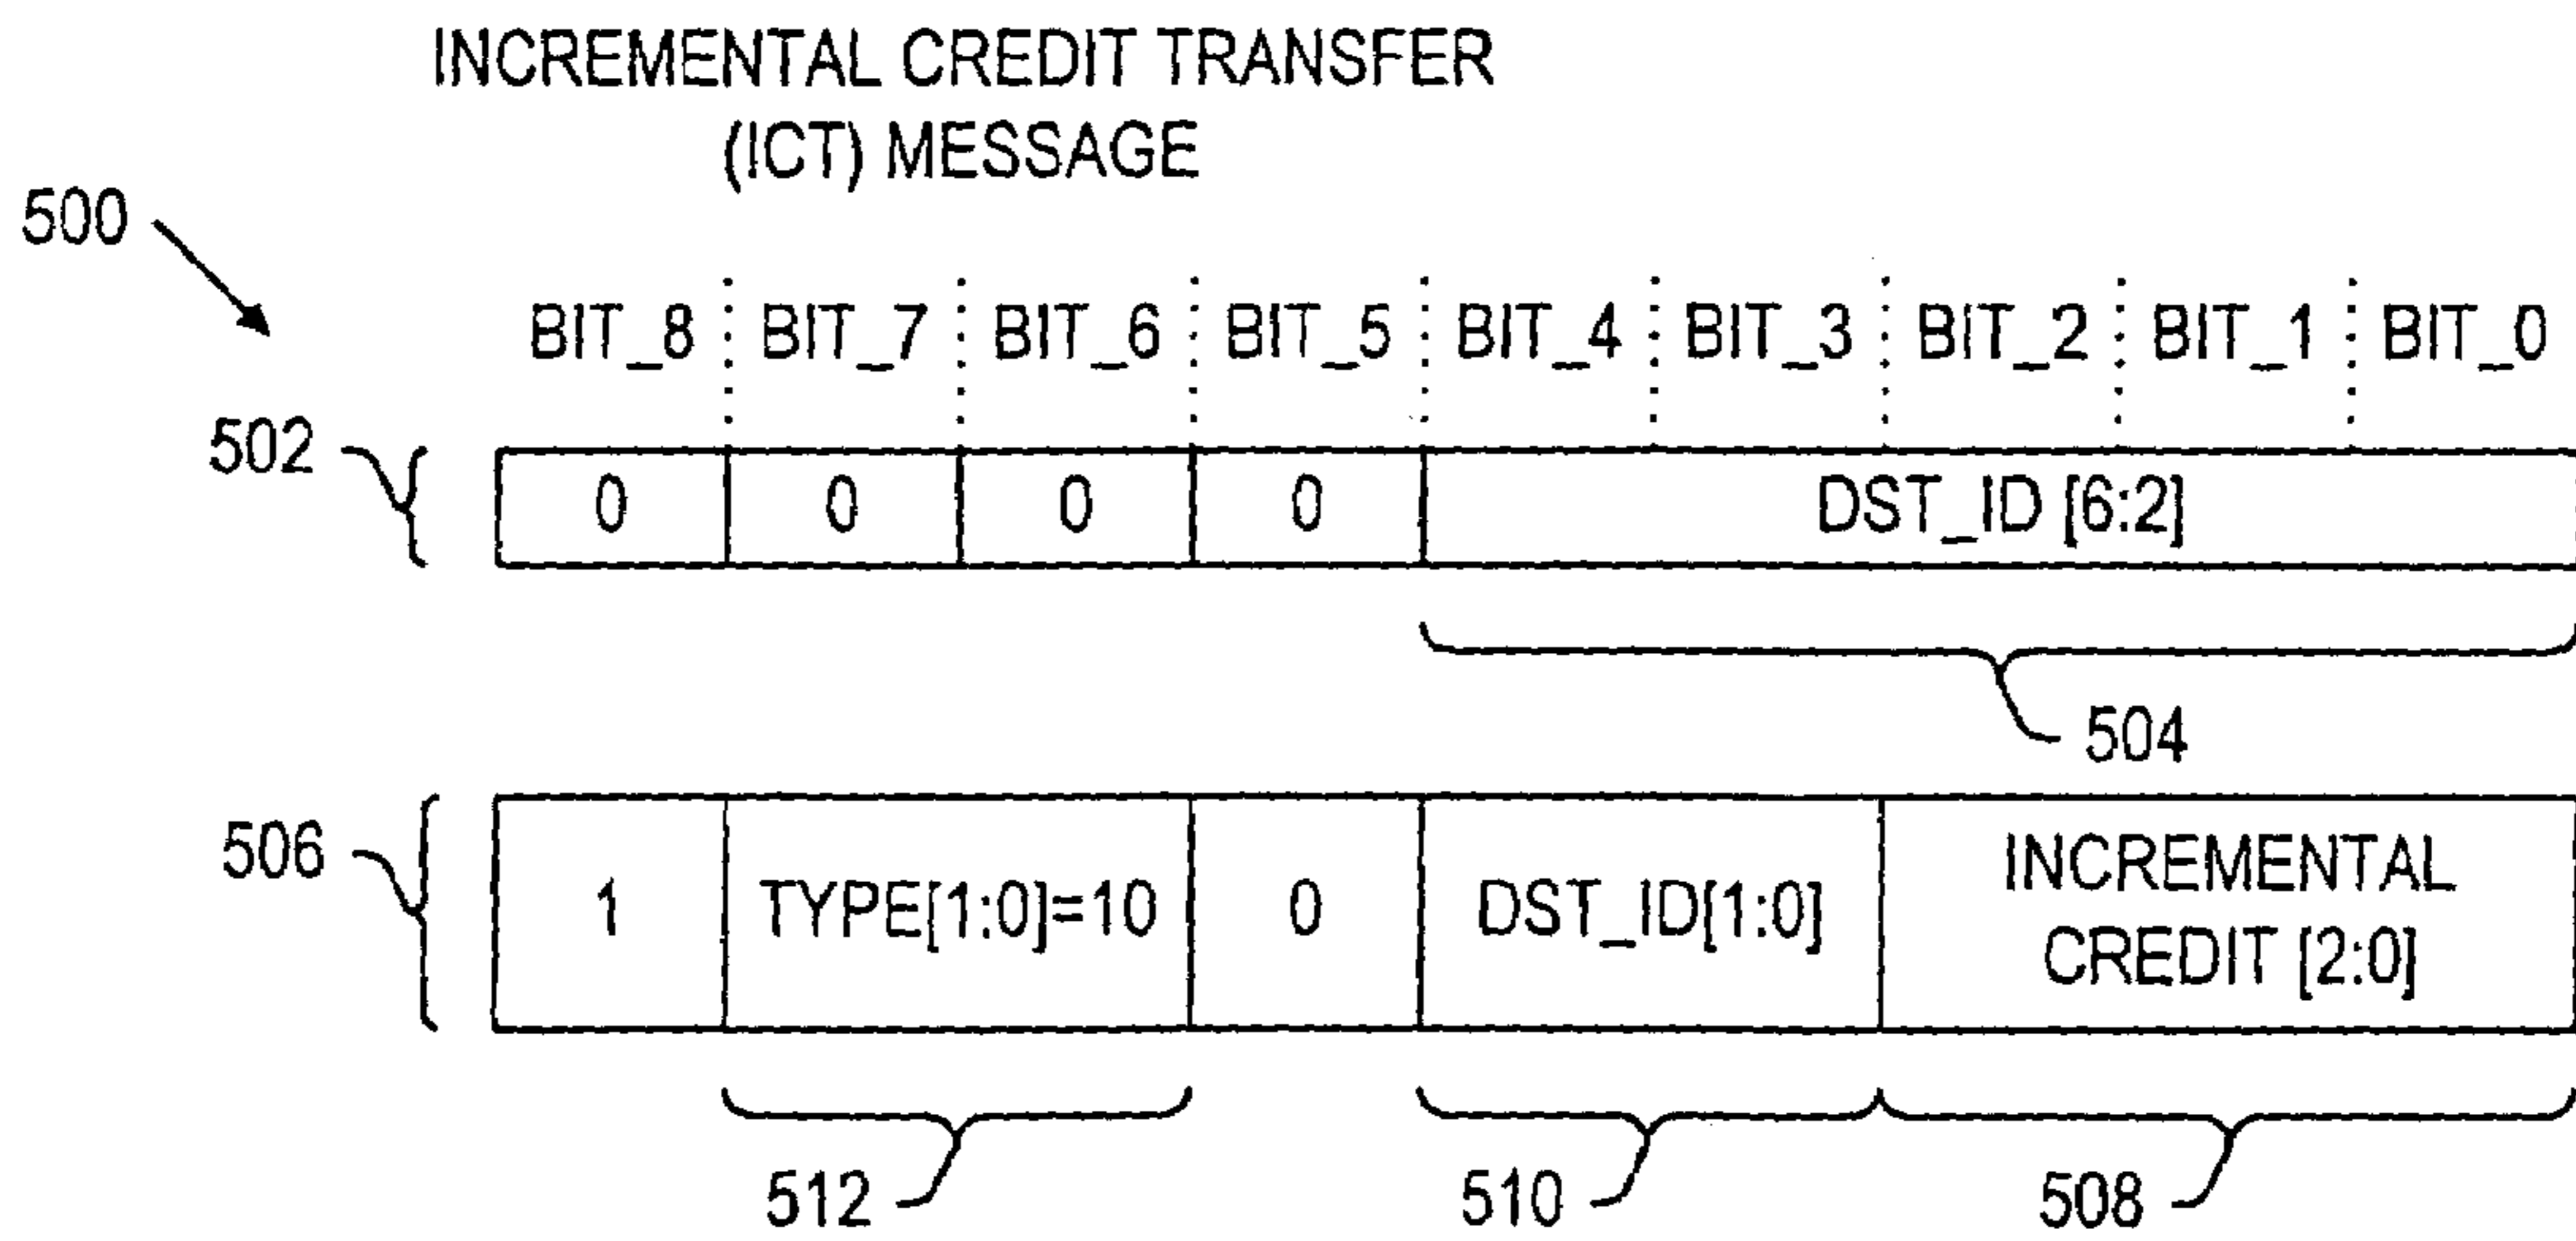 INCREMENTAL CREDIT TRANSFER
(ICT) MESSAGE
500
BIT_8 BIT_7 BIT_6 BIT_5 BIT_4 BIT_3 BIT_2 BIT_1 BIT_0
502 0 0 0 0 DST_ID [6:2]
504
506 1 TYPE[1:0]=10 0 DST_ID[1:0] INCREMENTAL
CREDIT [2:0]
512 510 508